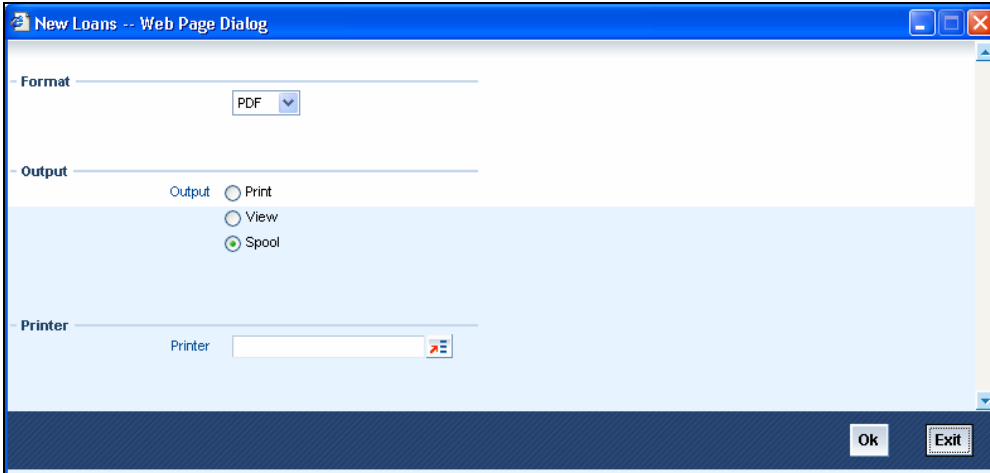 New Loans -- Web Page Dialog
Format
PDF
Output
Output Print
View
Spool
Printer
Printer
Ok Exit